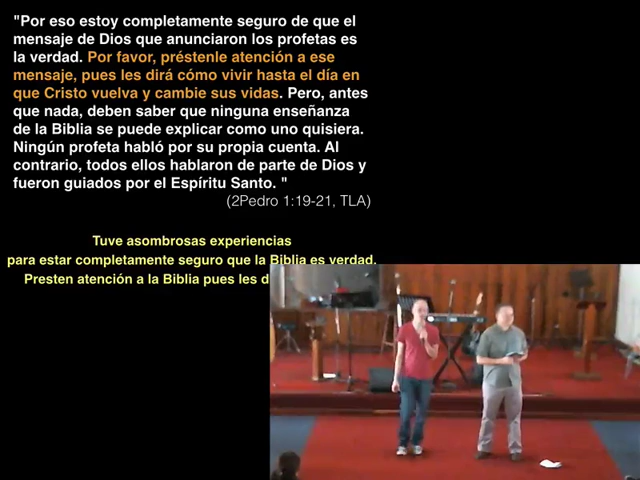 "Por eso estoy completamente seguro de que el
mensaje de Dios que anunciaron los profetas es
la verdad. Por favor, préstenle atención a ese
mensaje, pues les dirá cómo vivir hasta el día en
que Cristo vuelva y cambie sus vidas. Pero, antes
que nada, deben saber que ninguna enseñanza
de la Biblia se puede explicar como uno quisiera.
Ningún profeta habló por su propia cuenta. Al
contrario, todos ellos hablaron de parte de Dios y
fueron guiados por el Espíritu Santo. "
(2Pedro 1:19-21, TLA)
Tuve asombrosas experiencias
para estar completamente seguro que la Biblia es verdad.
Presten atención a la Biblia pues les